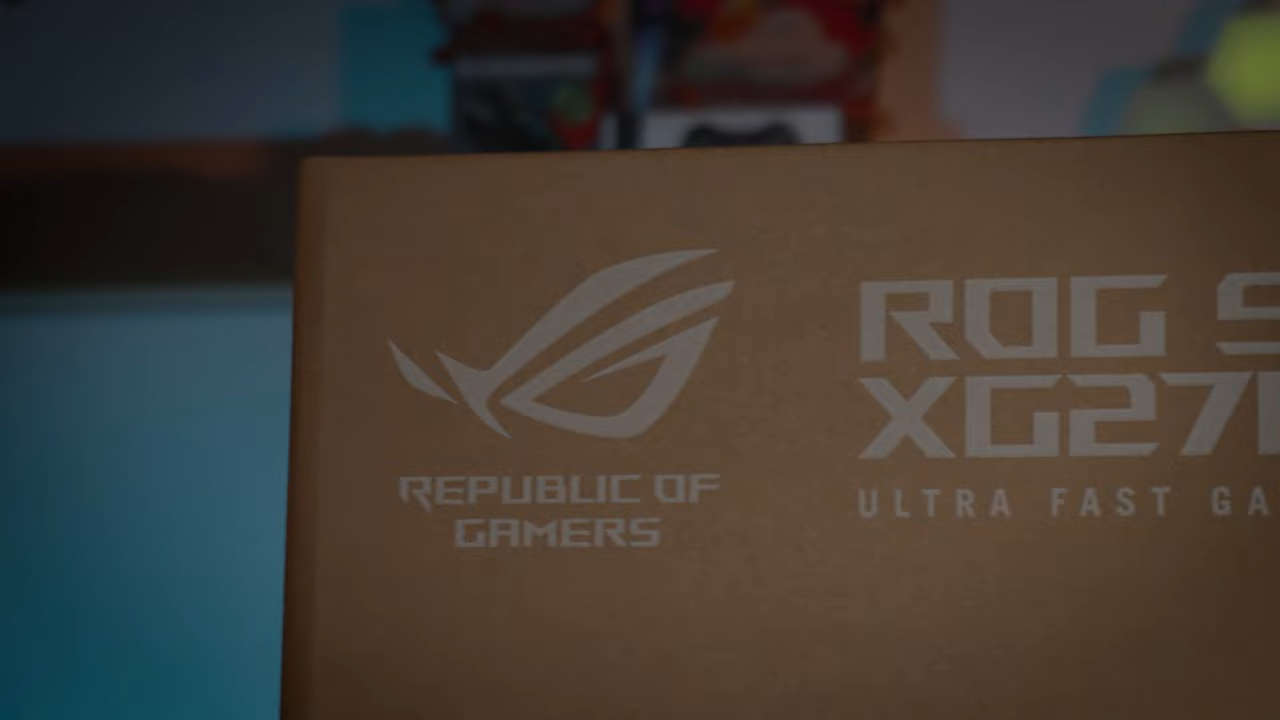 REPUBLIC OF
GAMERS
ROG S
XG27
ULTRA FAST GA